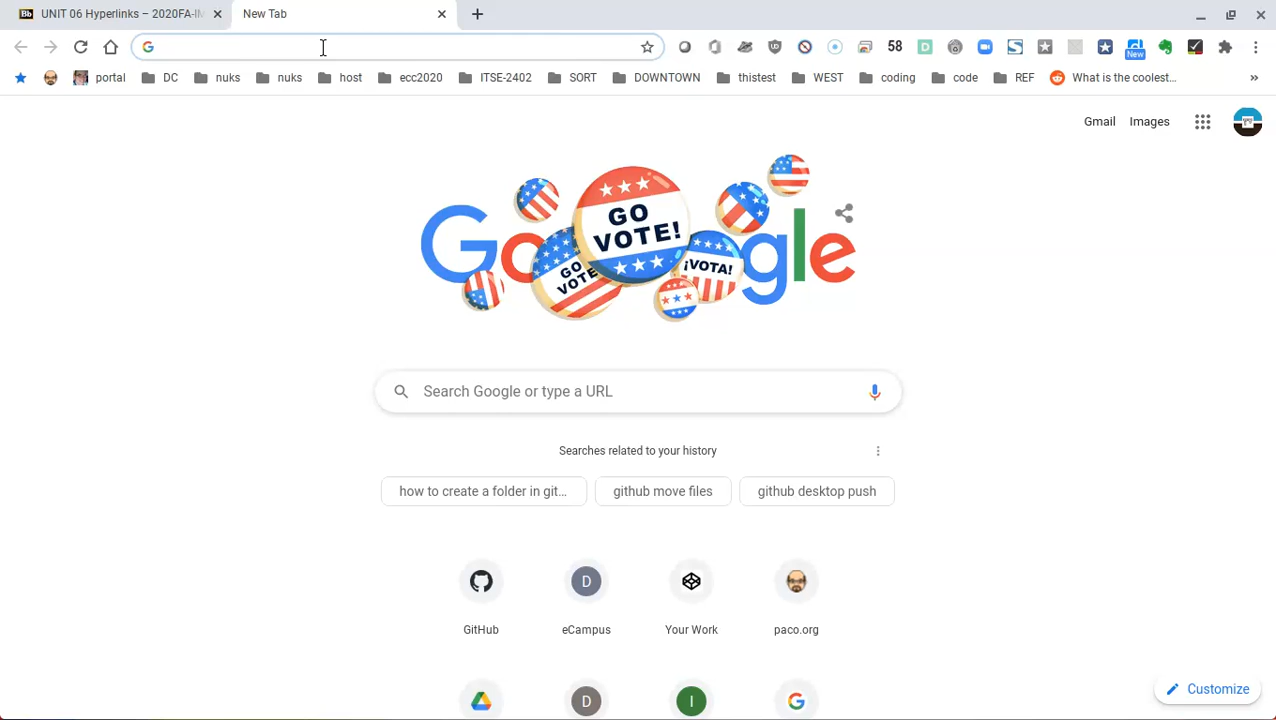 UNIT 06 Hyperlinks – 2020FA-IM
New Tab
58
New
portal
DC
nuks
nuks
host
ecc2020
ITSE-2402
SORT
DOWNTOWN
thistest
WEST
coding
code
REF
What is the coolest...
»
Gmail
Images
Google
GO VOTE!
GO VOTE
¡VOTA!
Search Google or type a URL
Searches related to your history
how to create a folder in git...
github move files
github desktop push
D
GitHub
eCampus
Your Work
paco.org
D
I
Customize